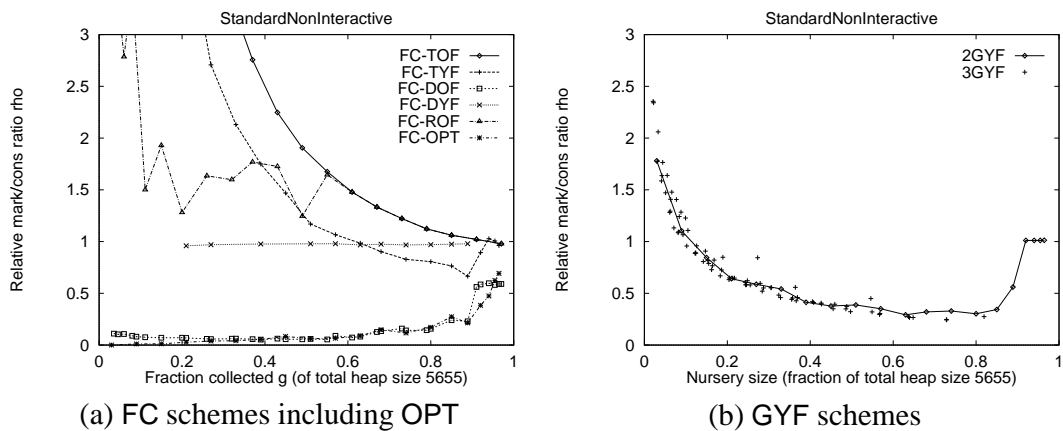 StandardNonInteractive
Relative mark/cons ratio rho
3
2.5
2
1.5
1
0.5
0
FC-TOF
FC-TYF
FC-DOF
FC-DYF
FC-ROF
FC-OPT
0 0.2 0.4 0.6 0.8 1
Fraction collected g (of total heap size 5655)
(a) FC schemes including OPT
StandardNonInteractive
Relative mark/cons ratio rho
3
2.5
2
1.5
1
0.5
0
2GYF
3GYF
0 0.2 0.4 0.6 0.8 1
Nursery size (fraction of total heap size 5655)
(b) GYF schemes